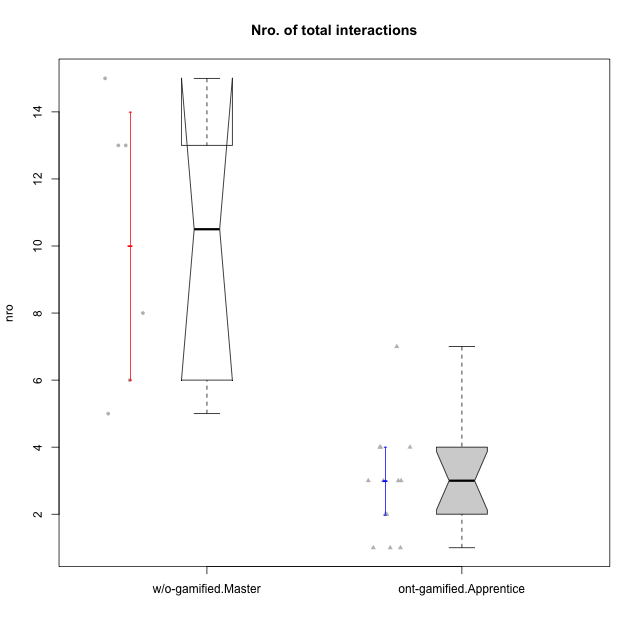 Nro. of total interactions
nro
14
12
10
8
6
4
2
w/o-gamified.Master
ont-gamified.Apprentice